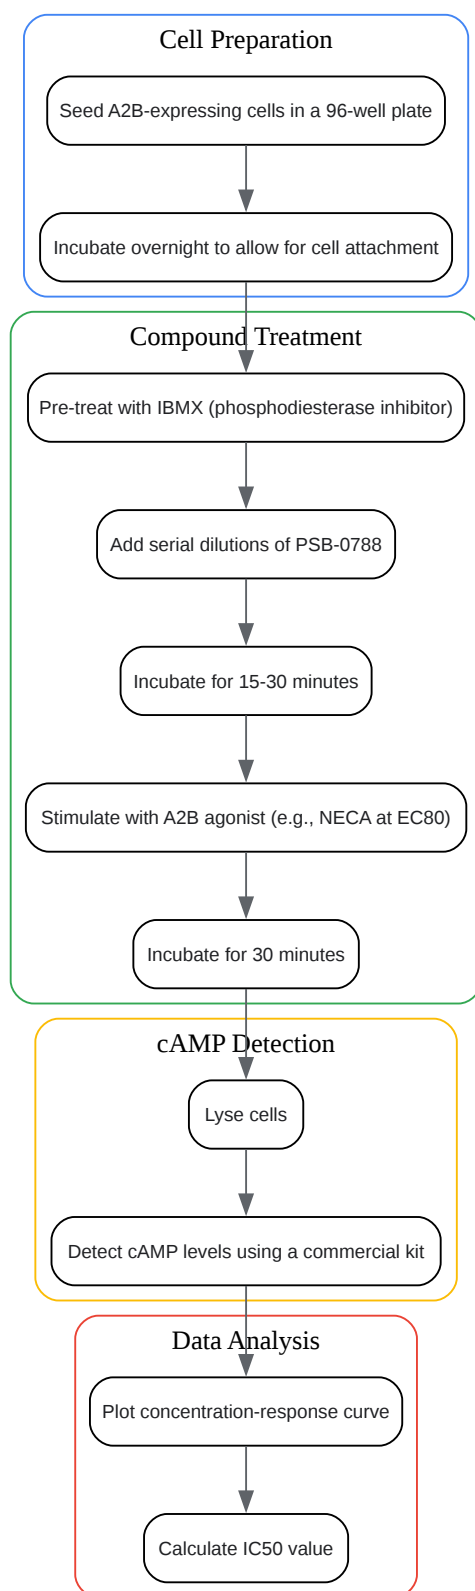 Cell Preparation
Seed A2B-expressing cells in a 96-well plate
Incubate overnight to allow for cell attachment
Compound Treatment
Pre-treat with IBMX (phosphodiesterase inhibitor)
Add serial dilutions of PSB-0788
Incubate for 15-30 minutes
Stimulate with A2B agonist (e.g., NECA at EC80)
Incubate for 30 minutes
cAMP Detection
Lyse cells
Detect cAMP levels using a commercial kit
Data Analysis
Plot concentration-response curve
Calculate IC50 value